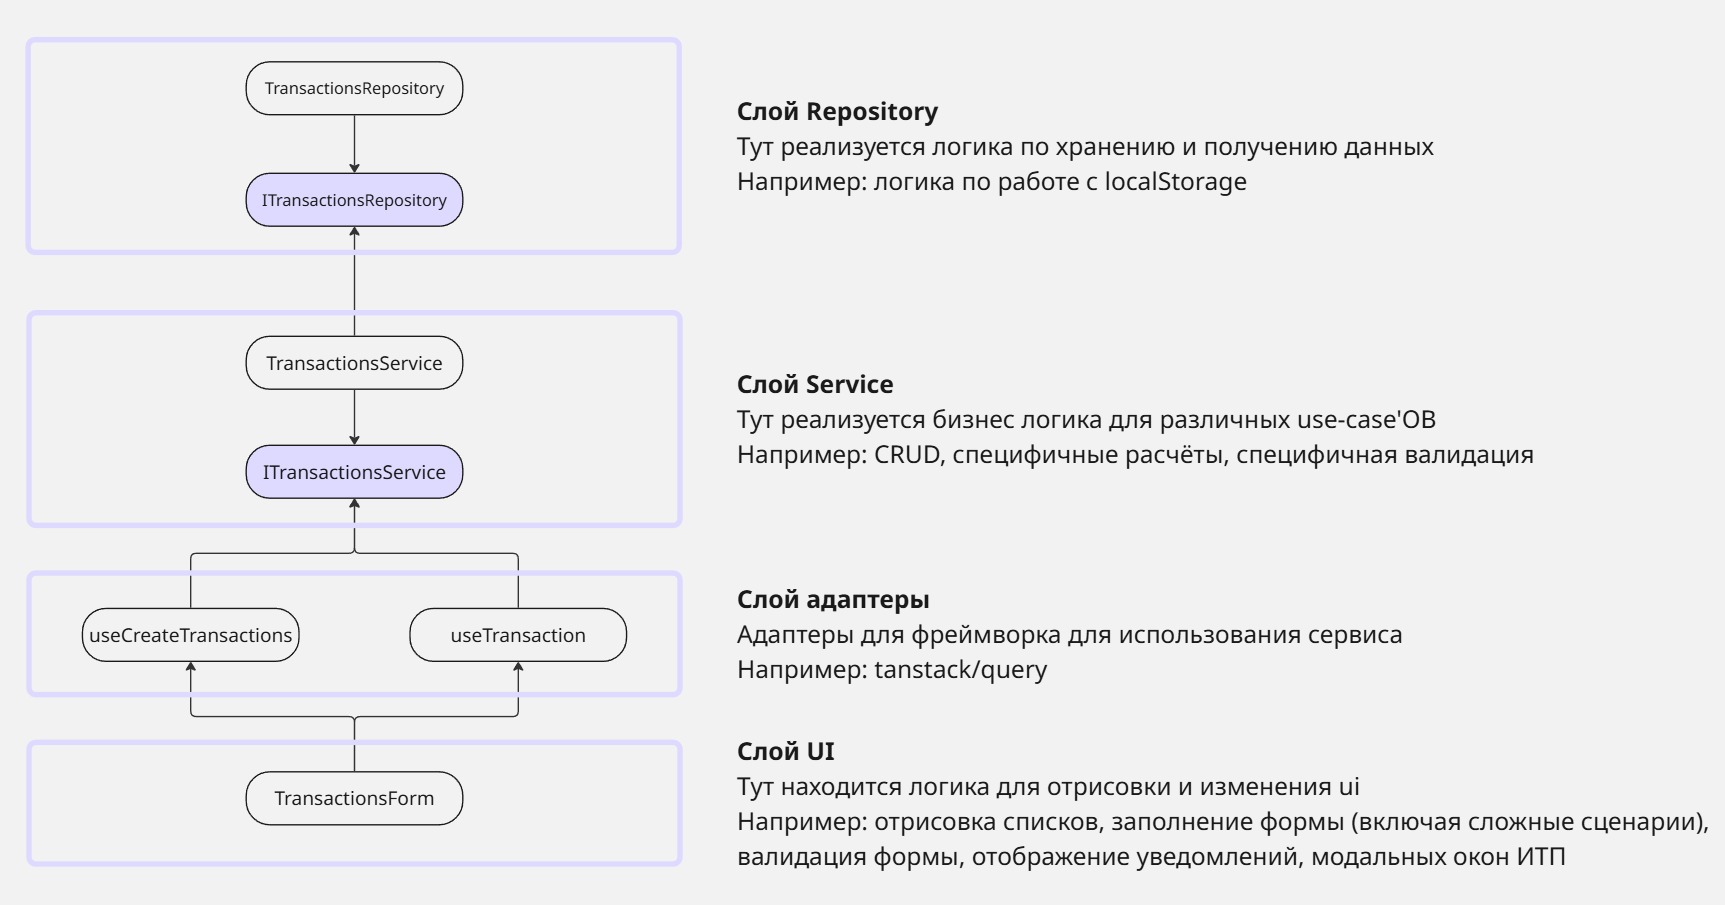 TransactionsRepository
ITransactionsRepository
Слой Repository
Тут реализуется логика по хранению и получению данных
Например: логика по работе с localStorage
TransactionsService
ITransactionsService
Слой Service
Тут реализуется бизнес логика для различных use-case'ОВ
Например: CRUD, специфичные расчёты, специфичная валидация
useCreateTransactions
useTransaction
Слой адаптеры
Адаптеры для фреймворка для использования сервиса
Например: tanstack/query
TransactionsForm
Слой UI
Тут находится логика для отрисовки и изменения ui
Например: отрисовка списков, заполнение формы (включая сложные сценарии),
валидация формы, отображение уведомлений, модальных окон ИТП